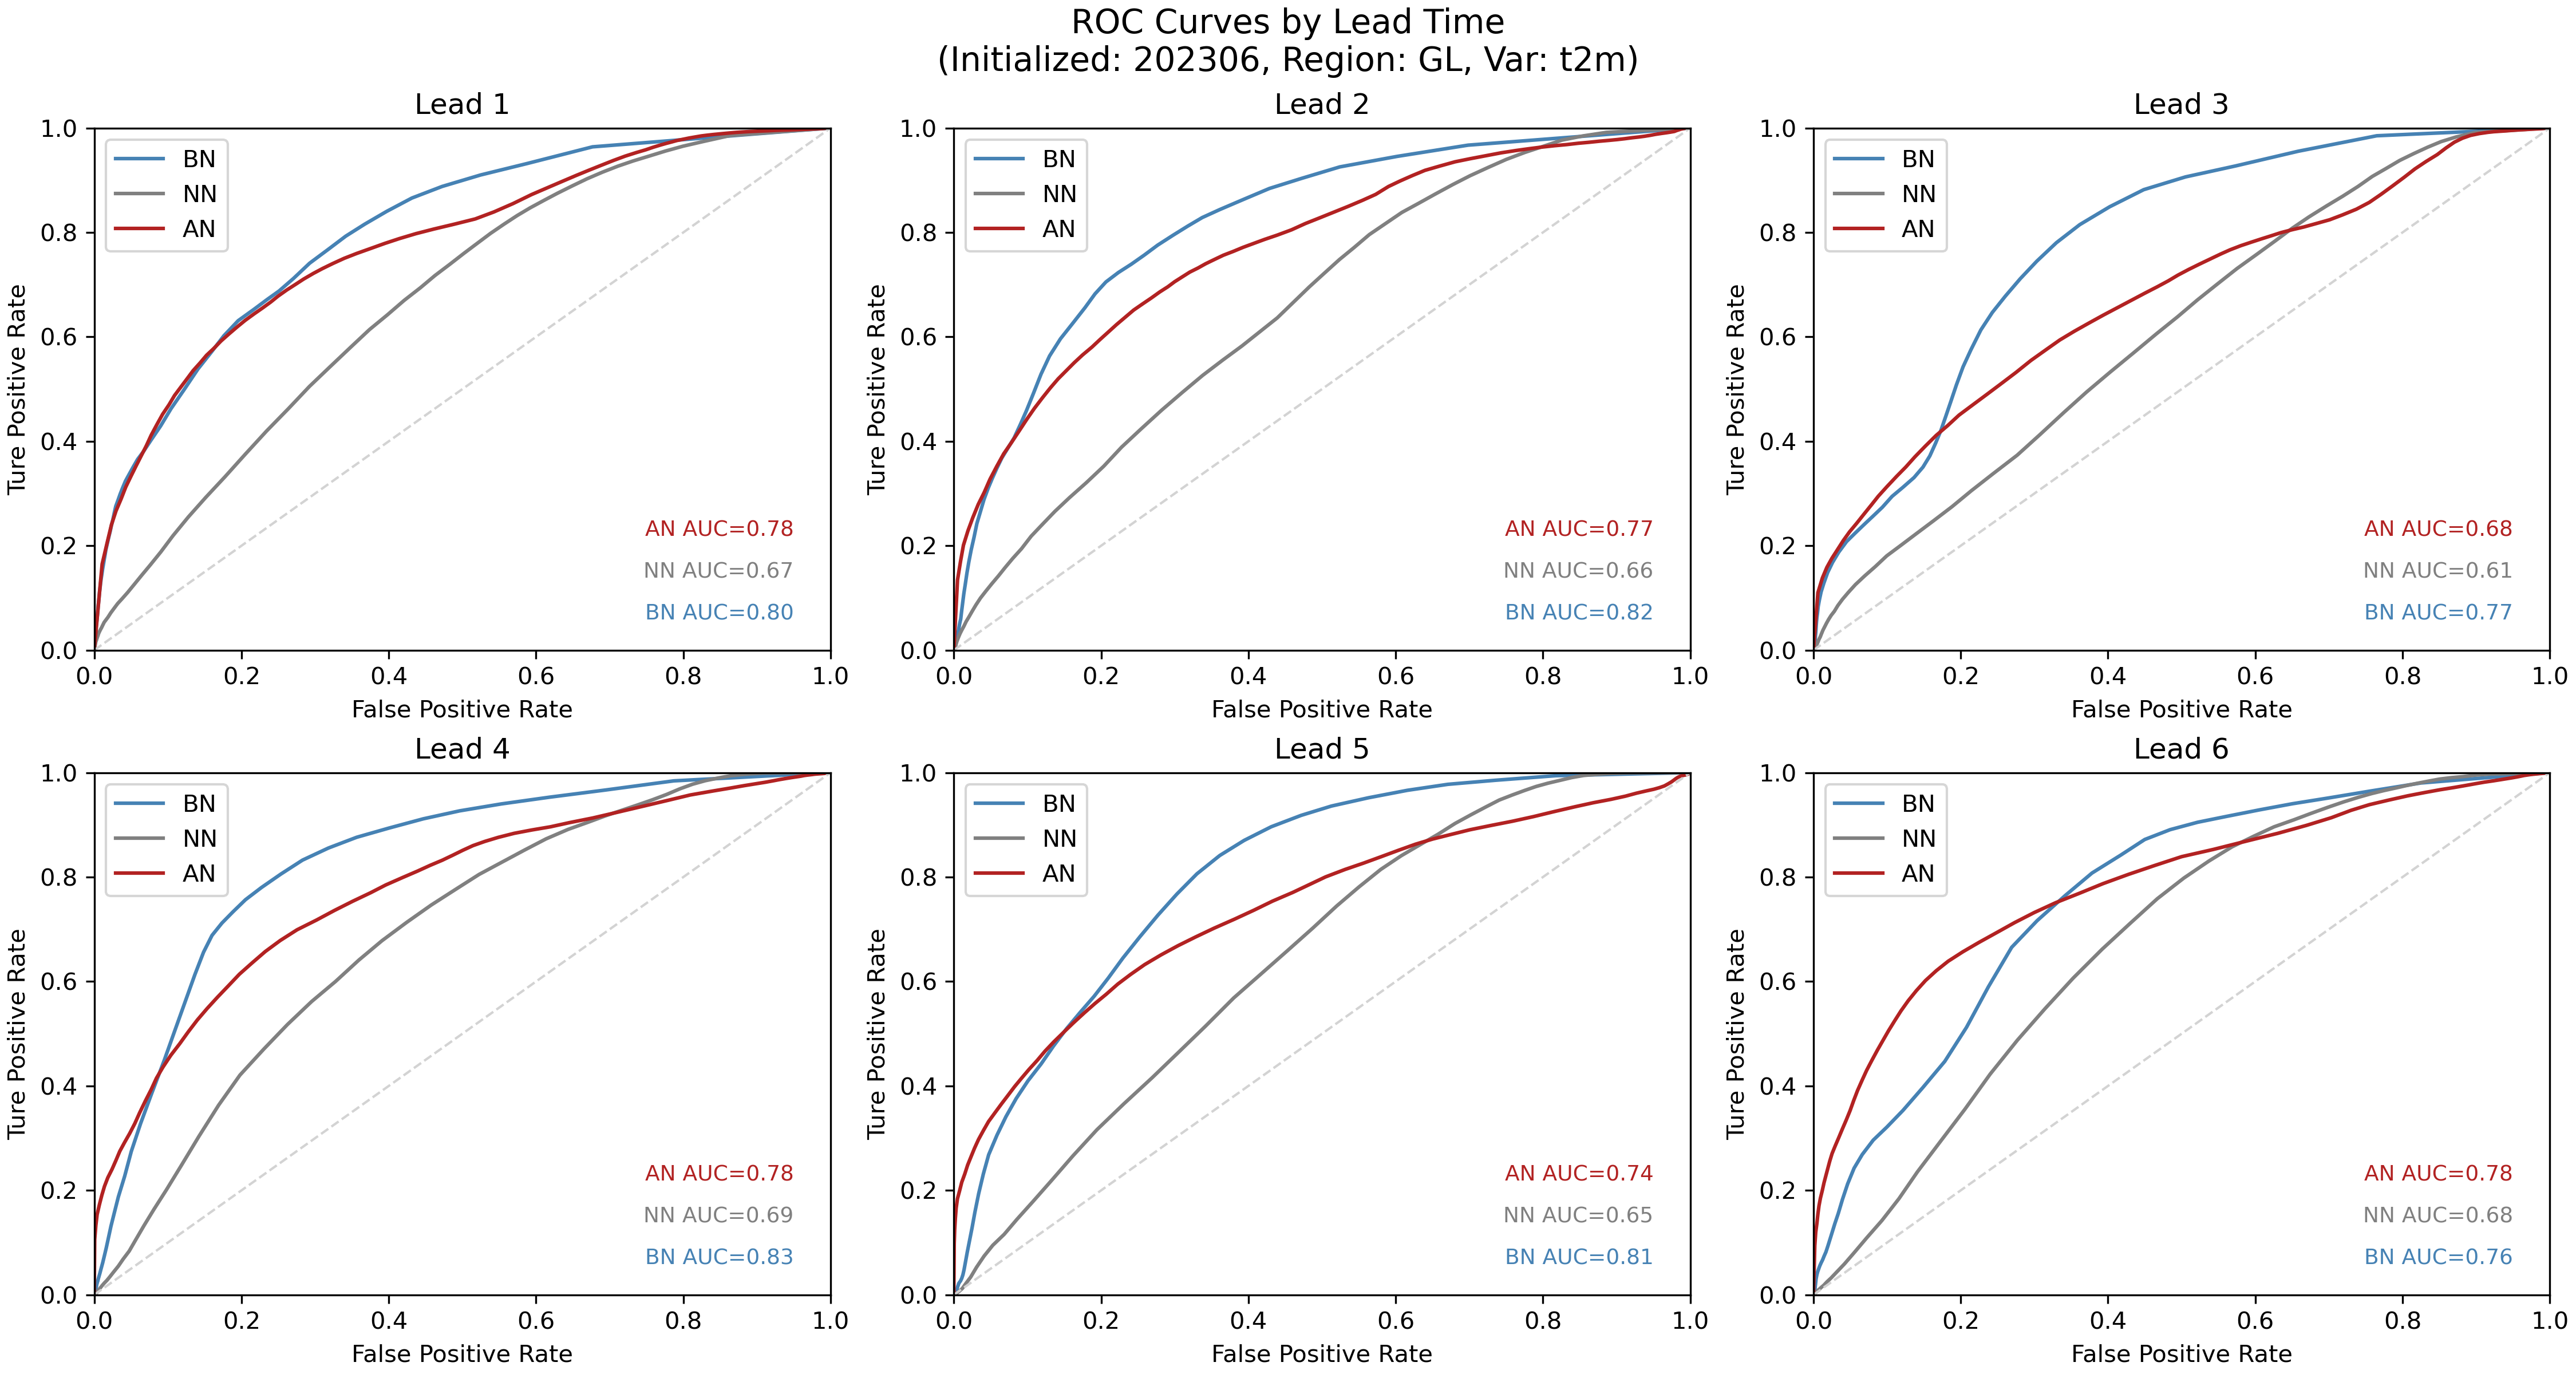 ROC Curves by Lead Time
(Initialized: 202306, Region: GL, Var: t2m)
Lead 1
1.0
0.8
0.6
0.4
0.2
0.0
Ture Positive Rate
BN
NN
AN
AN AUC=0.78
NN AUC=0.67
BN AUC=0.80
0.0 0.2 0.4 0.6 0.8 1.0
False Positive Rate
Lead 2
1.0
0.8
0.6
0.4
0.2
0.0
Ture Positive Rate
BN
NN
AN
AN AUC=0.77
NN AUC=0.66
BN AUC=0.82
0.0 0.2 0.4 0.6 0.8 1.0
False Positive Rate
Lead 3
1.0
0.8
0.6
0.4
0.2
0.0
Ture Positive Rate
BN
NN
AN
AN AUC=0.68
NN AUC=0.61
BN AUC=0.77
0.0 0.2 0.4 0.6 0.8 1.0
False Positive Rate
Lead 4
1.0
0.8
0.6
0.4
0.2
0.0
Ture Positive Rate
BN
NN
AN
AN AUC=0.78
NN AUC=0.69
BN AUC=0.83
0.0 0.2 0.4 0.6 0.8 1.0
False Positive Rate
Lead 5
1.0
0.8
0.6
0.4
0.2
0.0
Ture Positive Rate
BN
NN
AN
AN AUC=0.74
NN AUC=0.65
BN AUC=0.81
0.0 0.2 0.4 0.6 0.8 1.0
False Positive Rate
Lead 6
1.0
0.8
0.6
0.4
0.2
0.0
Ture Positive Rate
BN
NN
AN
AN AUC=0.78
NN AUC=0.68
BN AUC=0.76
0.0 0.2 0.4 0.6 0.8 1.0
False Positive Rate